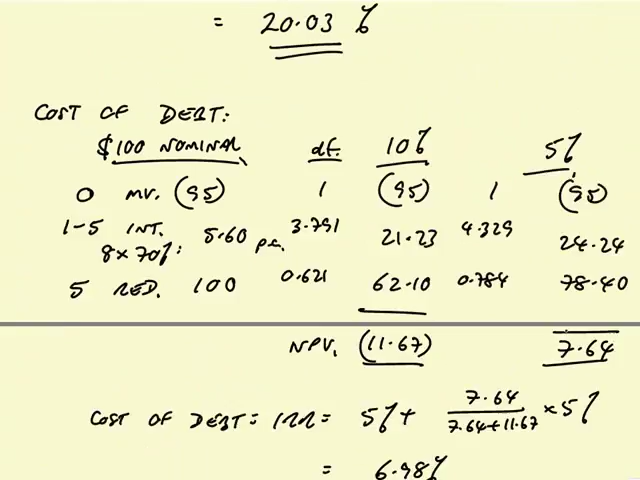 = 20.03 %
COST OF DEBT:
$100 NOMINAL df. 10% 5%
0 MV. (95) 1 (95) 1 (95)
1-5 INT. 5.60 p.a. 3.791 21.23 4.329 24.24
8 x 70%:
5 RED. 100 0.621 62.10 0.784 78.40
NPV. (11.67) 7.64
COST OF DEBT = IRR = 5% + 7.64 / 7.64+11.67 x 5%
= 6.98%